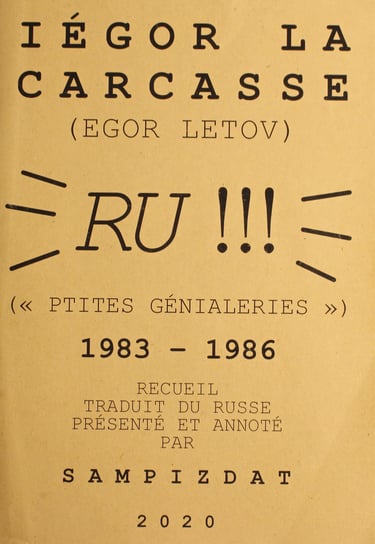 IÉGOR LA
CARCASSE
(EGOR LETOV)
RU !!!
(« PTITES GÉNIALERIES »)
1983 – 1986
RECUEIL
TRADUIT DU RUSSE
PRÉSENTÉ ET ANNOTÉ
PAR
SAMPIZDAT
2020